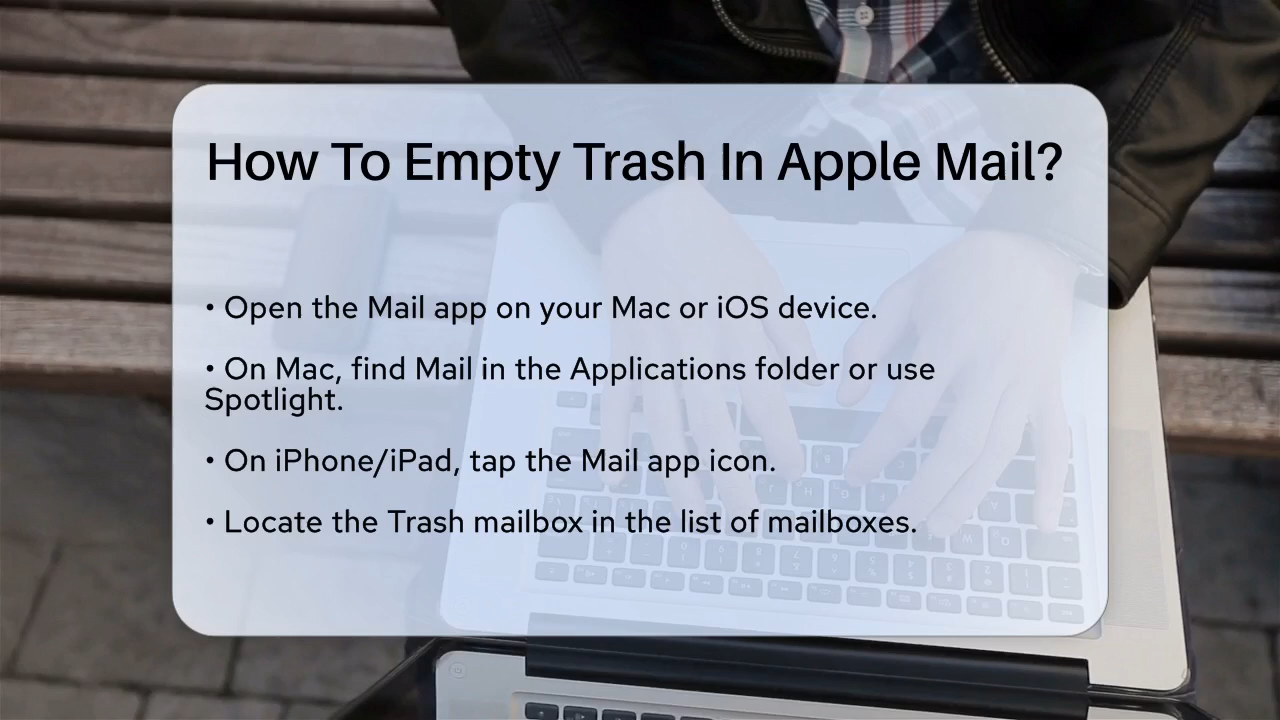 How To Empty Trash In Apple Mail?
• Open the Mail app on your Mac or iOS device.
• On Mac, find Mail in the Applications folder or use
Spotlight.
• On iPhone/iPad, tap the Mail app icon.
• Locate the Trash mailbox in the list of mailboxes.